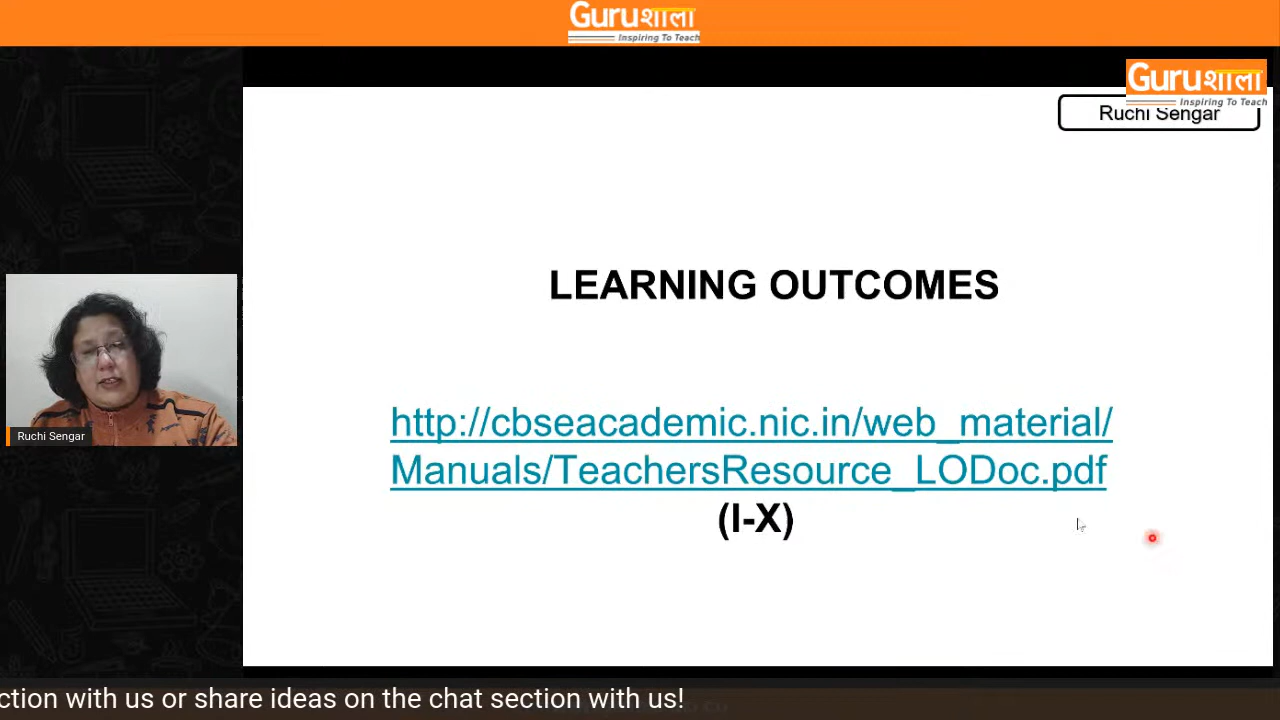 Guruशाला
Inspiring To Teach
Guruशाला
Inspiring To Teach
Ruchi Sengar
LEARNING OUTCOMES
http://cbseacademic.nic.in/web_material/
Manuals/TeachersResource_LODoc.pdf
(I-X)
Ruchi Sengar
ction with us or share ideas on the chat section with us!